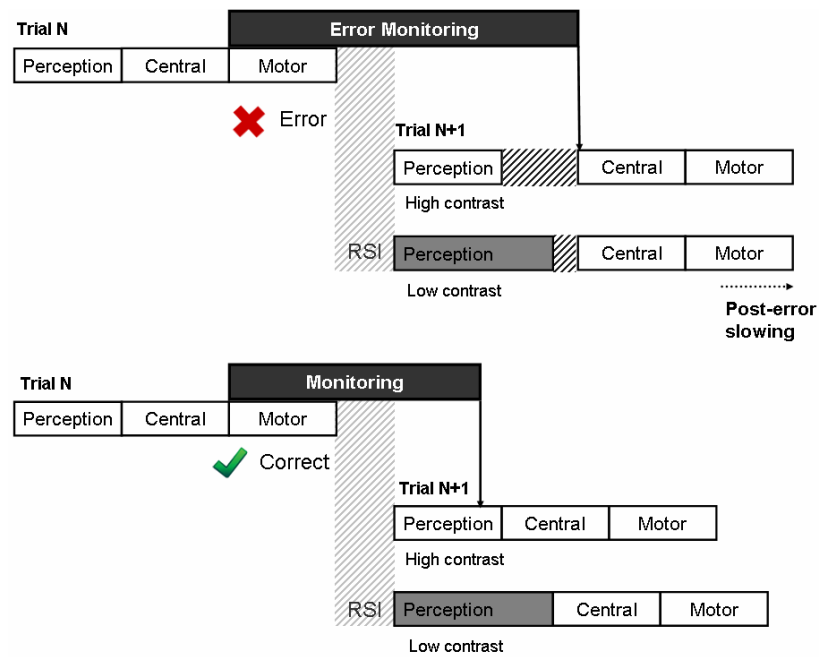 Trial N
Error Monitoring
Perception Central Motor
Error
Trial N+1
Perception Central Motor
High contrast
RSI Perception Central Motor
Low contrast
Post-error
slowing
Trial N
Monitoring
Perception Central Motor
Correct
Trial N+1
Perception Central Motor
High contrast
RSI Perception Central Motor
Low contrast